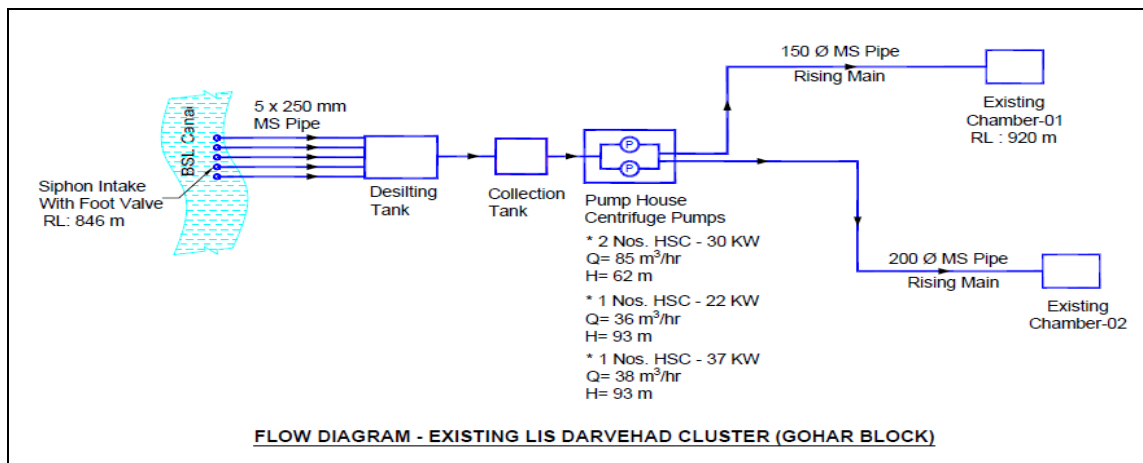 BSL Canal
5 x 250 mm
MS Pipe
Siphon Intake
With Foot Valve
RL: 846 m
Desilting
Tank
Collection
Tank
P
P
Pump House
Centrifuge Pumps
* 2 Nos. HSC - 30 KW
Q= 85 m³/hr
H= 62 m
* 1 Nos. HSC - 22 KW
Q= 36 m³/hr
H= 93 m
* 1 Nos. HSC - 37 KW
Q= 38 m³/hr
H= 93 m
150 Ø MS Pipe
Rising Main
Existing
Chamber-01
RL : 920 m
200 Ø MS Pipe
Rising Main
Existing
Chamber-02
FLOW DIAGRAM - EXISTING LIS DARVEHAD CLUSTER (GOHAR BLOCK)